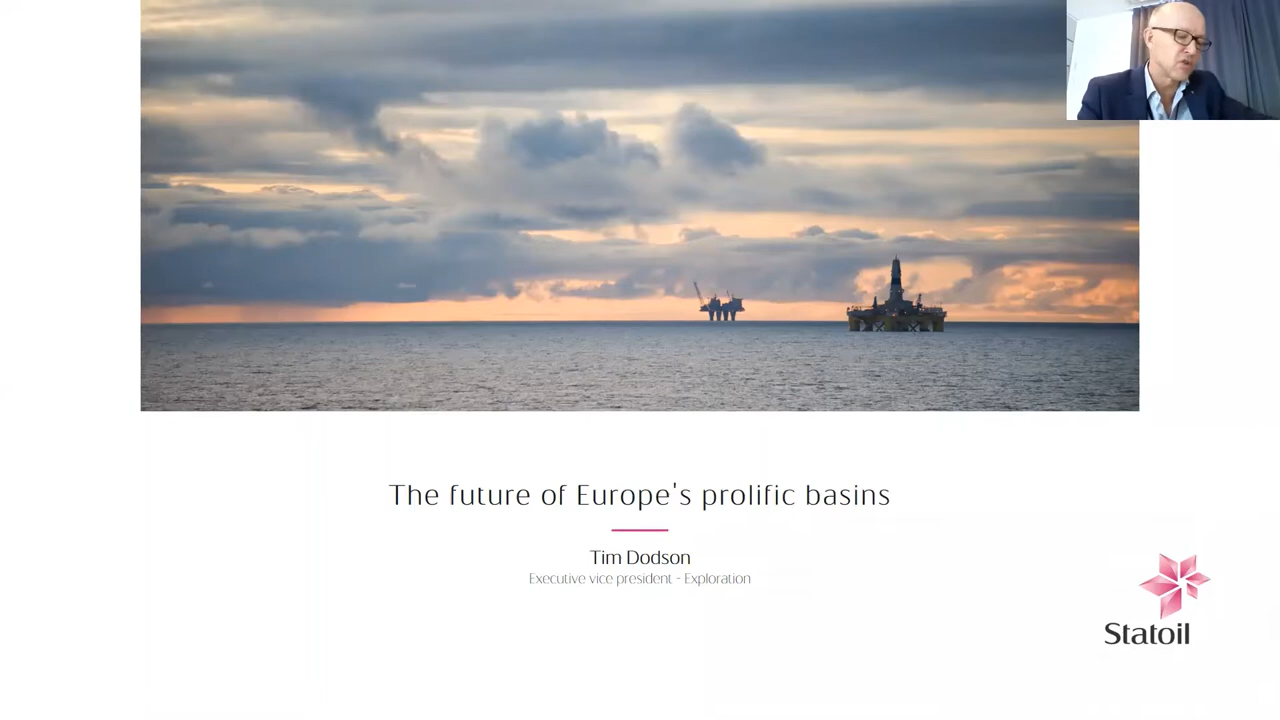 The future of Europe's prolific basins
Tim Dodson
Executive vice president - Exploration
Statoil